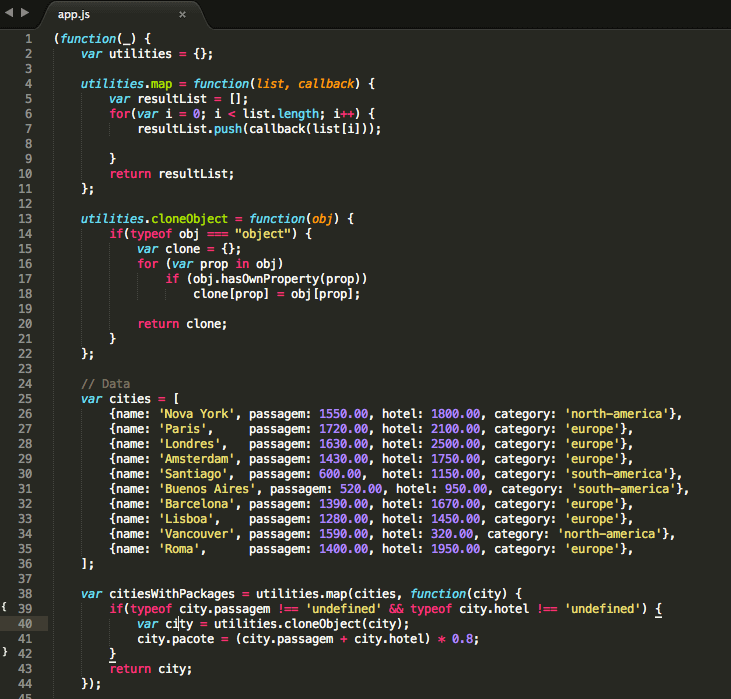 app.js ×
1 (function(_) {
2 var utilities = {};
3
4 utilities.map = function(list, callback) {
5 var resultList = [];
6 for(var i = 0; i < list.length; i++) {
7 resultList.push(callback(list[i]));
8
9 }
10 return resultList;
11 };
12
13 utilities.cloneObject = function(obj) {
14 if(typeof obj === "object") {
15 var clone = {};
16 for (var prop in obj)
17 if (obj.hasOwnProperty(prop))
18 clone[prop] = obj[prop];
19
20 return clone;
21 }
22 };
23
24 // Data
25 var cities = [
26 {name: 'Nova York', passagem: 1550.00, hotel: 1800.00, category: 'north-america'},
27 {name: 'Paris', passagem: 1720.00, hotel: 2100.00, category: 'europe'},
28 {name: 'Londres', passagem: 1630.00, hotel: 2500.00, category: 'europe'},
29 {name: 'Amsterdam', passagem: 1430.00, hotel: 1750.00, category: 'europe'},
30 {name: 'Santiago', passagem: 600.00, hotel: 1150.00, category: 'south-america'},
31 {name: 'Buenos Aires', passagem: 520.00, hotel: 950.00, category: 'south-america'},
32 {name: 'Barcelona', passagem: 1390.00, hotel: 1670.00, category: 'europe'},
33 {name: 'Lisboa', passagem: 1280.00, hotel: 1450.00, category: 'europe'},
34 {name: 'Vancouver', passagem: 1590.00, hotel: 320.00, category: 'north-america'},
35 {name: 'Roma', passagem: 1400.00, hotel: 1950.00, category: 'europe'},
36 ];
37
38 var citiesWithPackages = utilities.map(cities, function(city) {
{ 39 if(typeof city.passagem !== 'undefined' && typeof city.hotel !== 'undefined') {
40 var city = utilities.cloneObject(city);
41 city.pacote = (city.passagem + city.hotel) * 0.8;
} 42 }
43 return city;
44 });
45